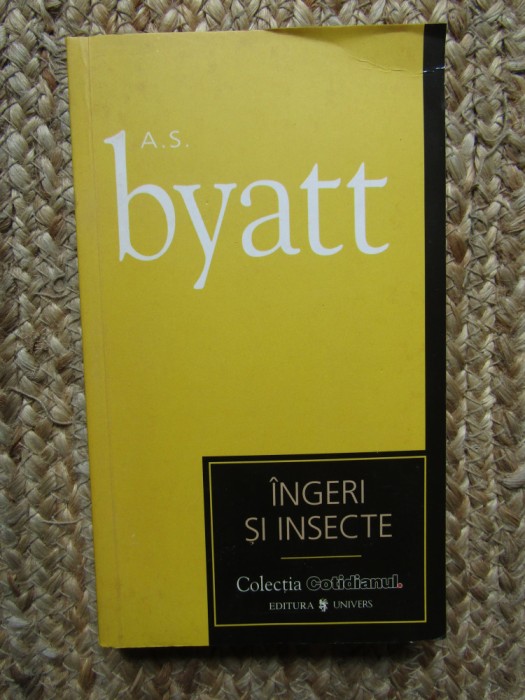 A.S.
byatt
ÎNGERI
ȘI INSECTE
Colecția Cotidianul.
EDITURA UNIVERS